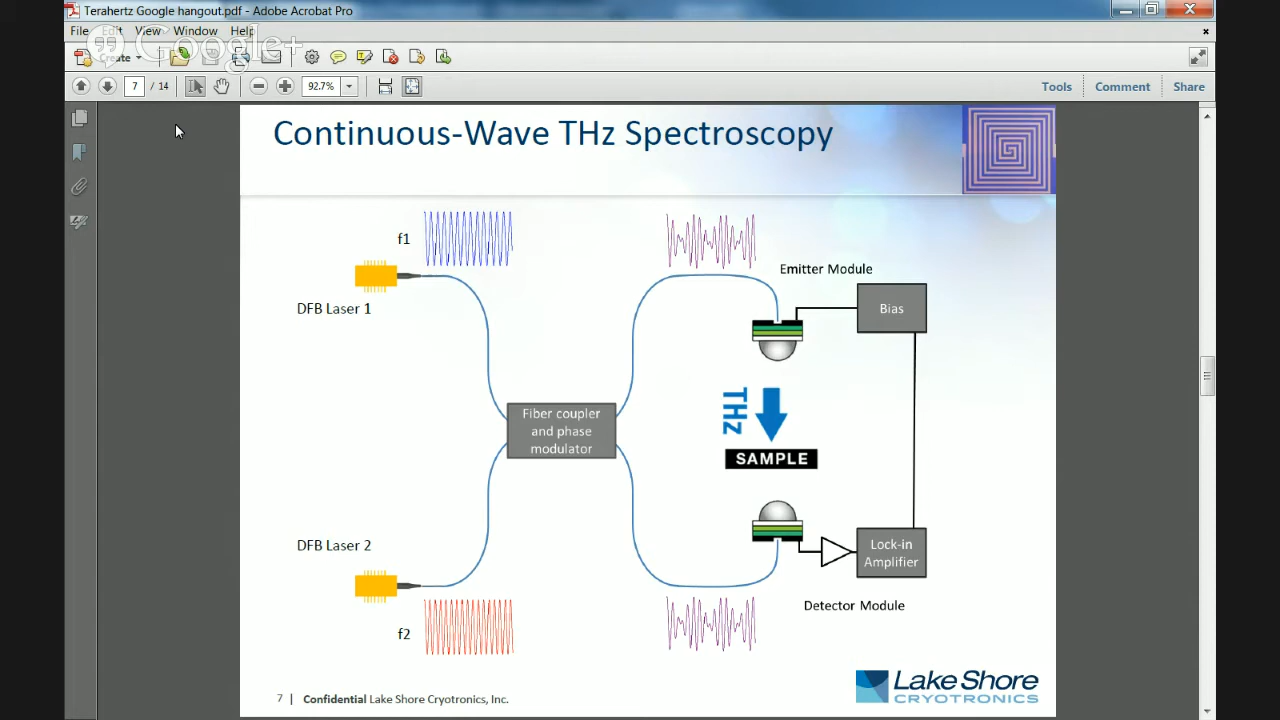 Terahertz Google hangout.pdf - Adobe Acrobat Pro
File Edit View Window Help
Google+
Create
7 / 14
92.7%
Tools Comment Share
Continuous-Wave THz Spectroscopy
f1
DFB Laser 1
Emitter Module
Bias
Fiber coupler
and phase
modulator
THz
SAMPLE
DFB Laser 2
f2
Lock-in
Amplifier
Detector Module
7 | Confidential Lake Shore Cryotronics, Inc.
Lake Shore
CRYOTRONICS